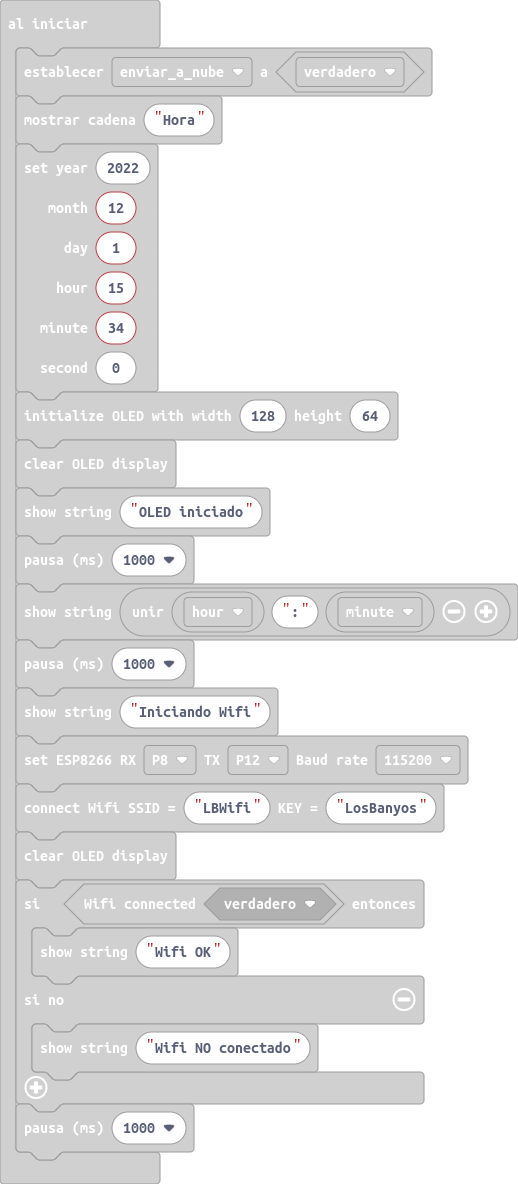 al iniciar
establecer enviar_a_nube a verdadero
mostrar cadena "Hora"
set year 2022
month 12
day 1
hour 15
minute 34
second 0
initialize OLED with width 128 height 64
clear OLED display
show string "OLED iniciado"
pausa (ms) 1000
show string unir hour ":" minute
pausa (ms) 1000
show string "Iniciando Wifi"
set ESP8266 RX P8 TX P12 Baud rate 115200
connect Wifi SSID = "LBWifi" KEY = "LosBanyos"
clear OLED display
si Wifi connected verdadero entonces
show string "Wifi OK"
si no
show string "Wifi NO conectado"
pausa (ms) 1000